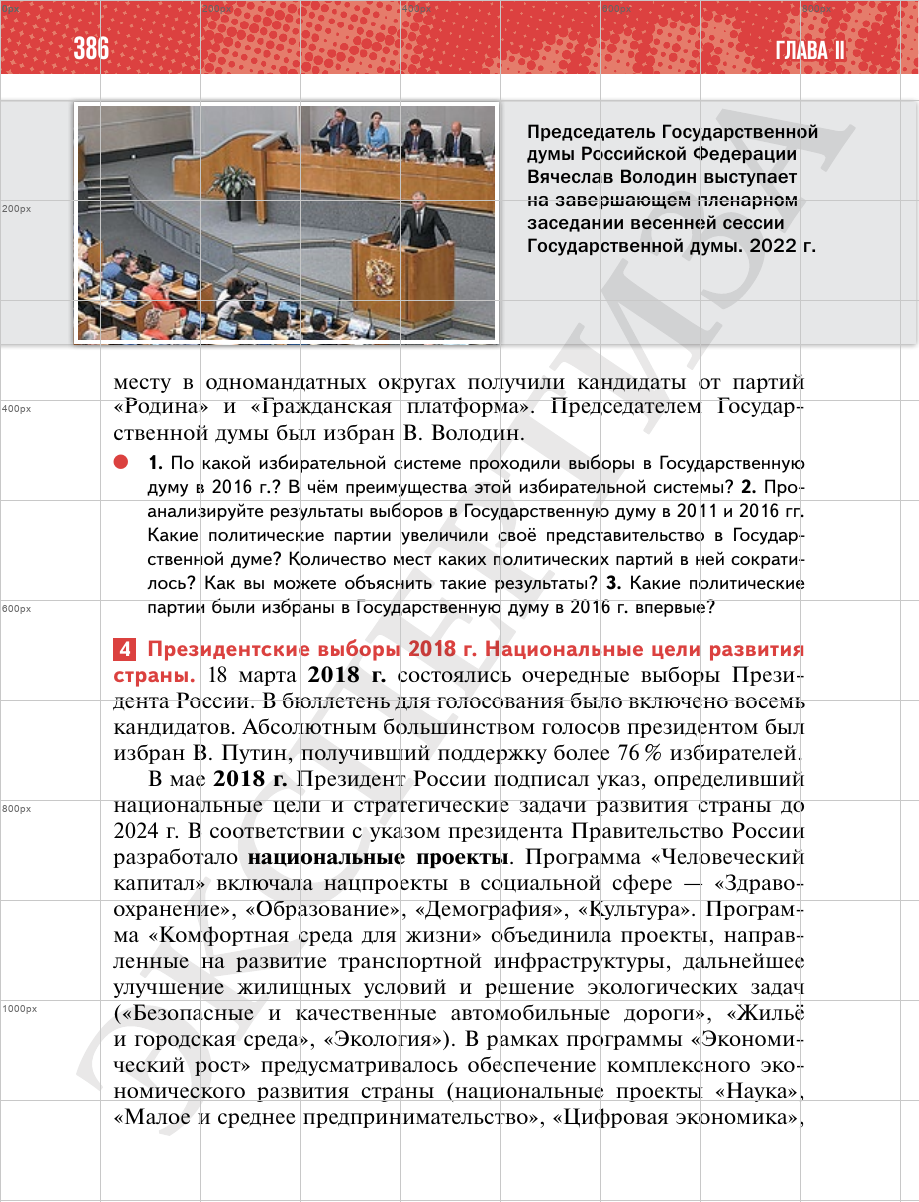 386
ГЛАВА II
Председатель Государственной
думы Российской Федерации
Вячеслав Володин выступает
на завершающем пленарном
заседании весенней сессии
Государственной думы. 2022 г.
месту в одномандатных округах получили кандидаты от партий
«Родина» и «Гражданская платформа». Председателем Государ-
ственной думы был избран В. Володин.
1. По какой избирательной системе проходили выборы в Государственную
думу в 2016 г.? В чём преимущества этой избирательной системы? 2. Про-
анализируйте результаты выборов в Государственную думу в 2011 и 2016 гг.
Какие политические партии увеличили своё представительство в Государ-
ственной думе? Количество мест каких политических партий в ней сократи-
лось? Как вы можете объяснить такие результаты? 3. Какие политические
партии были избраны в Государственную думу в 2016 г. впервые?
4 Президентские выборы 2018 г. Национальные цели развития
страны. 18 марта 2018 г. состоялись очередные выборы Прези-
дента России. В бюллетень для голосования было включено восемь
кандидатов. Абсолютным большинством голосов президентом был
избран В. Путин, получивший поддержку более 76 % избирателей.
В мае 2018 г. Президент России подписал указ, определивший
национальные цели и стратегические задачи развития страны до
2024 г. В соответствии с указом президента Правительство России
разработало национальные проекты. Программа «Человеческий
капитал» включала нацпроекты в социальной сфере — «Здраво-
охранение», «Образование», «Демография», «Культура». Програм-
ма «Комфортная среда для жизни» объединила проекты, направ-
ленные на развитие транспортной инфраструктуры, дальнейшее
улучшение жилищных условий и решение экологических задач
(«Безопасные и качественные автомобильные дороги», «Жильё
и городская среда», «Экология»). В рамках программы «Экономи-
ческий рост» предусматривалось обеспечение комплексного эко-
номического развития страны (национальные проекты «Наука»,
«Малое и среднее предпринимательство», «Цифровая экономика»,
ЭКСПЕРТИЗА
200px
400px
600px
800px
1000px